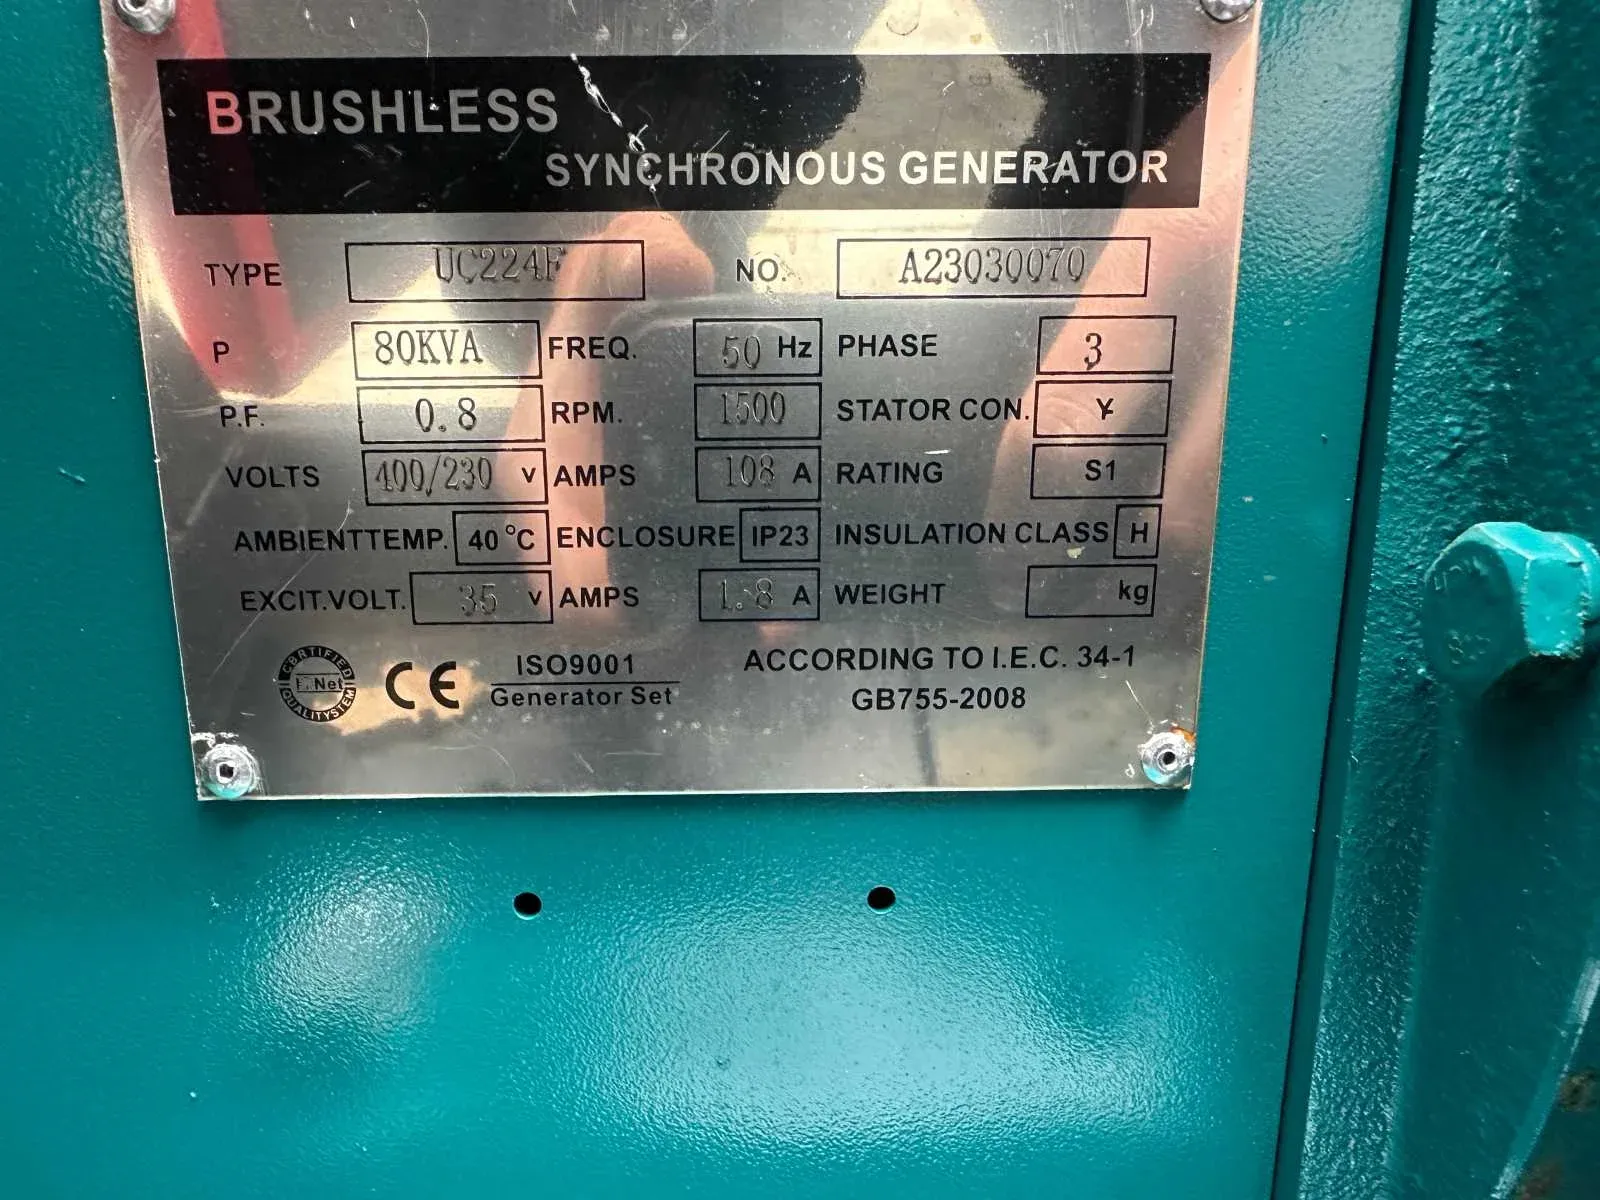 BRUSHLESS
SYNCHRONOUS GENERATOR
TYPE UC224F NO. A23030070
P 80KVA FREQ. 50 Hz PHASE 3
P.F. 0.8 RPM. 1500 STATOR CON. Y
VOLTS 400/230 V AMPS 108 A RATING S1
AMBIENTTEMP. 40°C ENCLOSURE IP23 INSULATION CLASS H
EXCIT.VOLT. 35 V AMPS 1.8 A WEIGHT kg
CERTIFIED
Net
QUALITYSTEM
CE
ISO9001
Generator Set
ACCORDING TO I.E.C. 34-1
GB755-2008